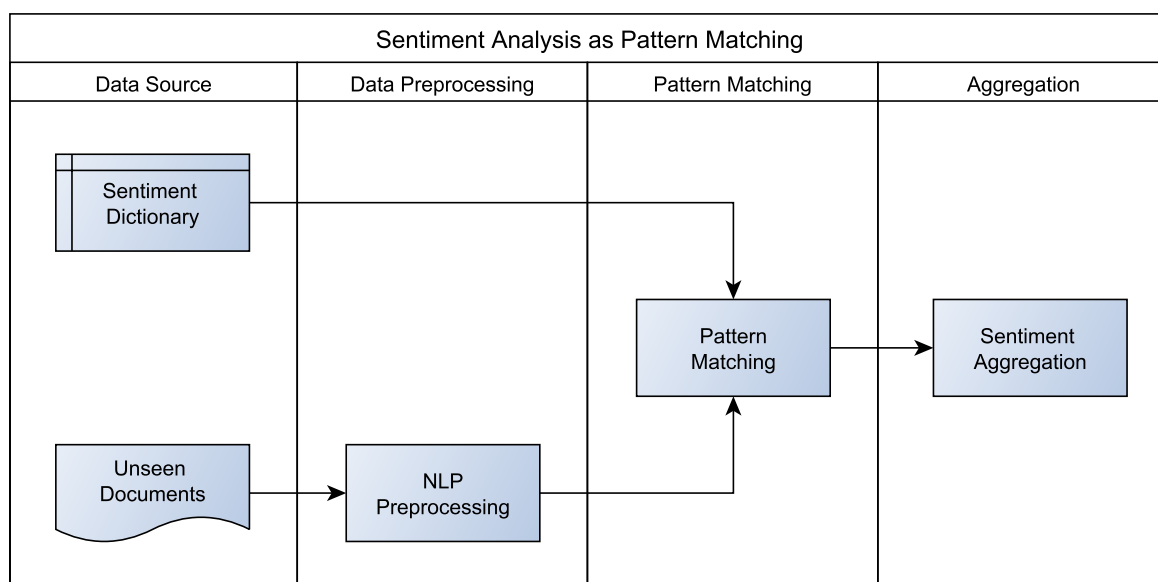 Sentiment Analysis as Pattern Matching
Data Source
Data Preprocessing
Pattern Matching
Aggregation
Sentiment
Dictionary
Pattern
Matching
Sentiment
Aggregation
Unseen
Documents
NLP
Preprocessing